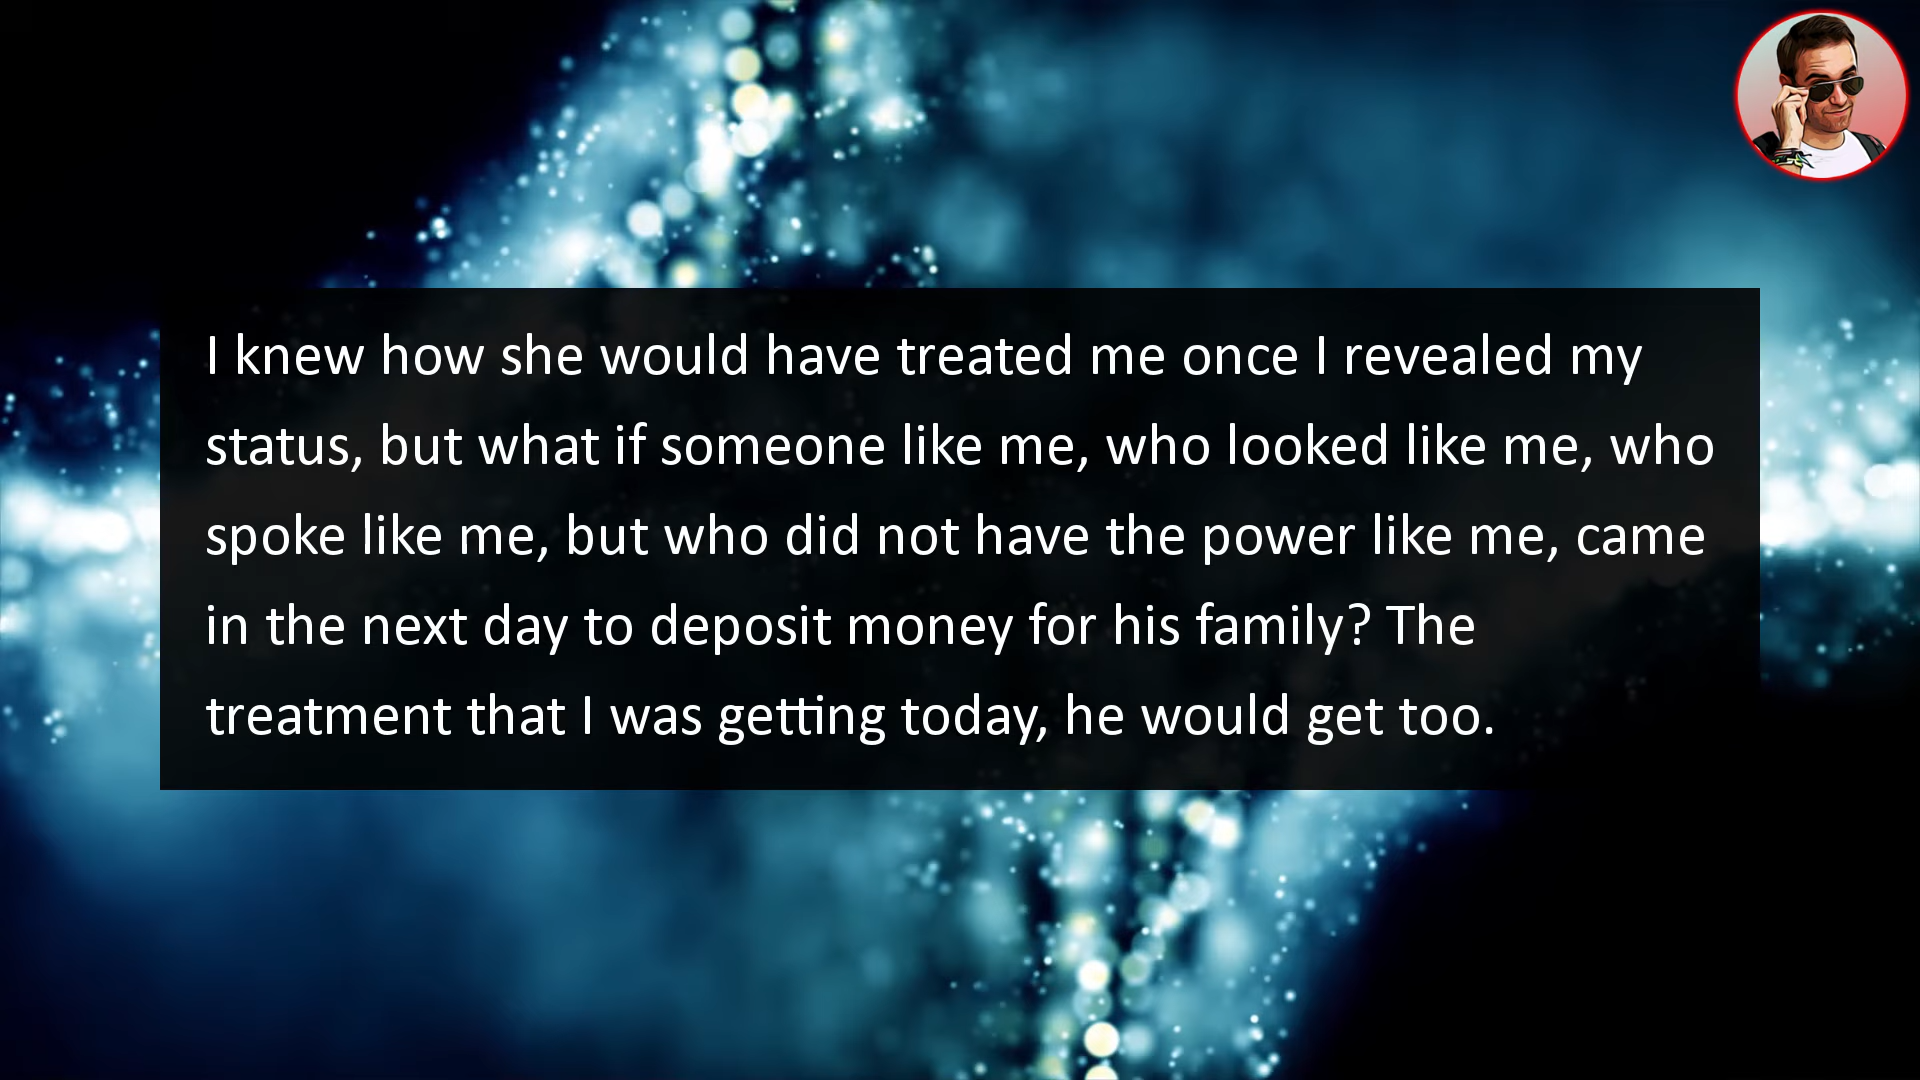 I knew how she would have treated me once I revealed my
status, but what if someone like me, who looked like me, who
spoke like me, but who did not have the power like me, came
in the next day to deposit money for his family? The
treatment that I was getting today, he would get too.